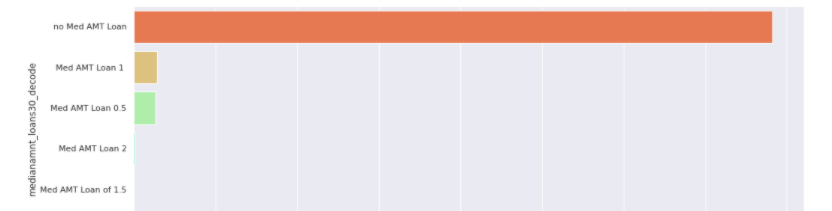 medianamnt_loans30_decode
no Med AMT Loan
Med AMT Loan 1
Med AMT Loan 0.5
Med AMT Loan 2
Med AMT Loan of 1.5